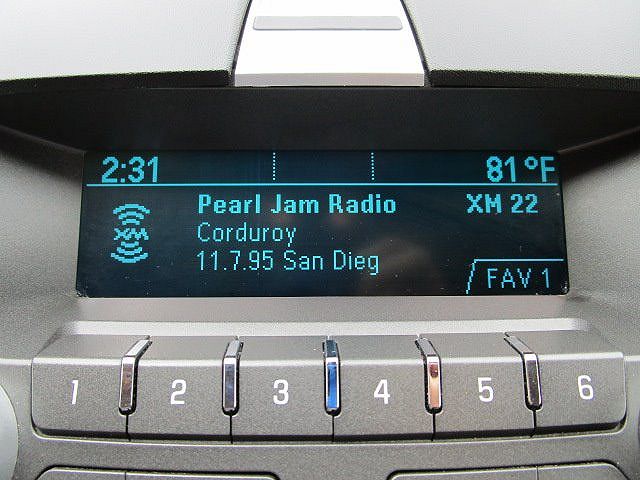 2:31 81°F
Pearl Jam Radio XM 22
XM Corduroy
11.7.95 San Dieg
FAV 1
1 2 3 4 5 6